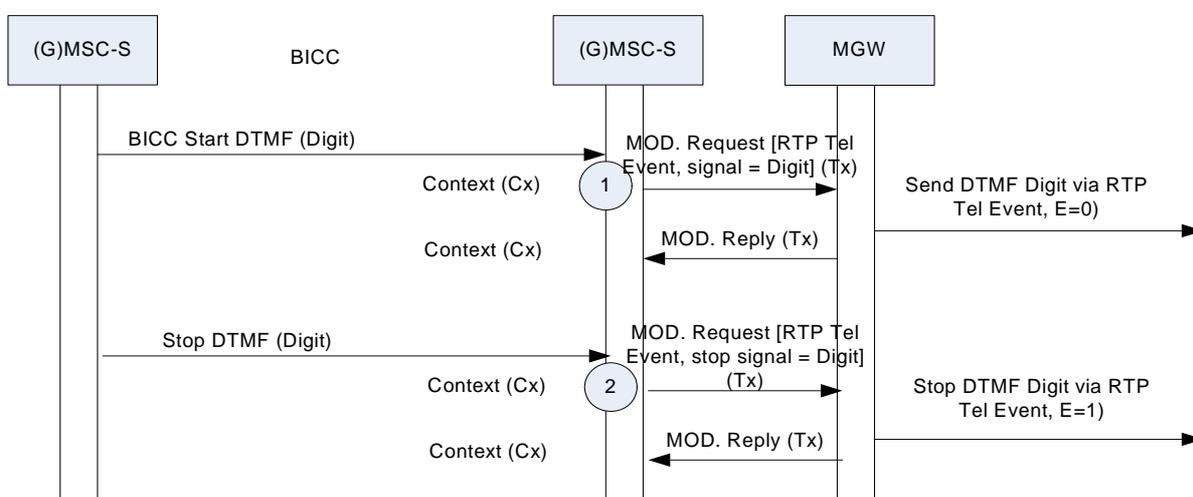 (G)MSC-S
BICC
(G)MSC-S
MGW
BICC Start DTMF (Digit)
MOD. Request [RTP Tel
Event, signal = Digit] (Tx)
Context (Cx)
1
Send DTMF Digit via RTP
Tel Event, E=0)
Context (Cx)
MOD. Reply (Tx)
Stop DTMF (Digit)
MOD. Request [RTP Tel
Event, stop signal = Digit]
(Tx)
Context (Cx)
2
Stop DTMF Digit via RTP
Tel Event, E=1)
Context (Cx)
MOD. Reply (Tx)